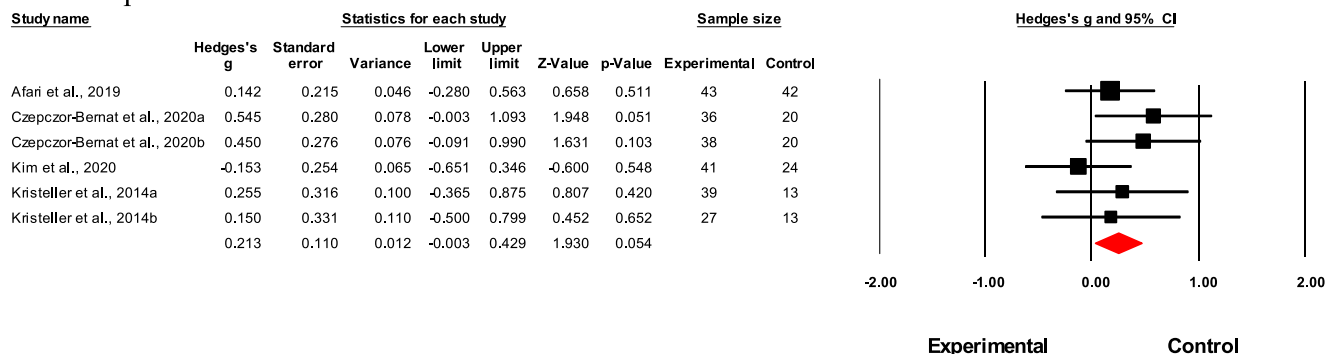 Study name Statistics for each study Sample size Hedges's g and 95% CI
Hedges's Standard Lower Upper
g error Variance limit limit Z-Value p-Value Experimental Control
Afari et al., 2019 0.142 0.215 0.046 -0.280 0.563 0.658 0.511 43 42
Czepczor-Bernat et al., 2020a 0.545 0.280 0.078 -0.003 1.093 1.948 0.051 36 20
Czepczor-Bernat et al., 2020b 0.450 0.276 0.076 -0.091 0.990 1.631 0.103 38 20
Kim et al., 2020 -0.153 0.254 0.065 -0.651 0.346 -0.600 0.548 41 24
Kristeller et al., 2014a 0.255 0.316 0.100 -0.365 0.875 0.807 0.420 39 13
Kristeller et al., 2014b 0.150 0.331 0.110 -0.500 0.799 0.452 0.652 27 13
0.213 0.110 0.012 -0.003 0.429 1.930 0.054
-2.00 -1.00 0.00 1.00 2.00
Experimental Control